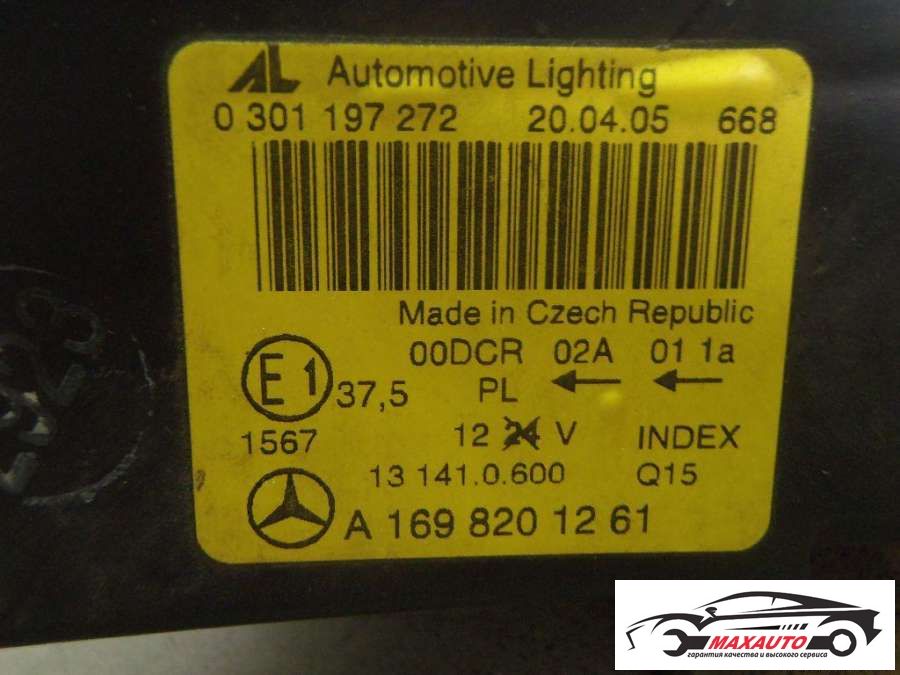 AL Automotive Lighting
0 301 197 272 20.04.05 668
Made in Czech Republic
E1 37,5 00DCR 02A 01 1a
PL ← ←
1567 12 24 V INDEX
13 141.0.600 Q15
A 169 820 12 61
MAXAUTO
гарантия качества и высокого сервиса